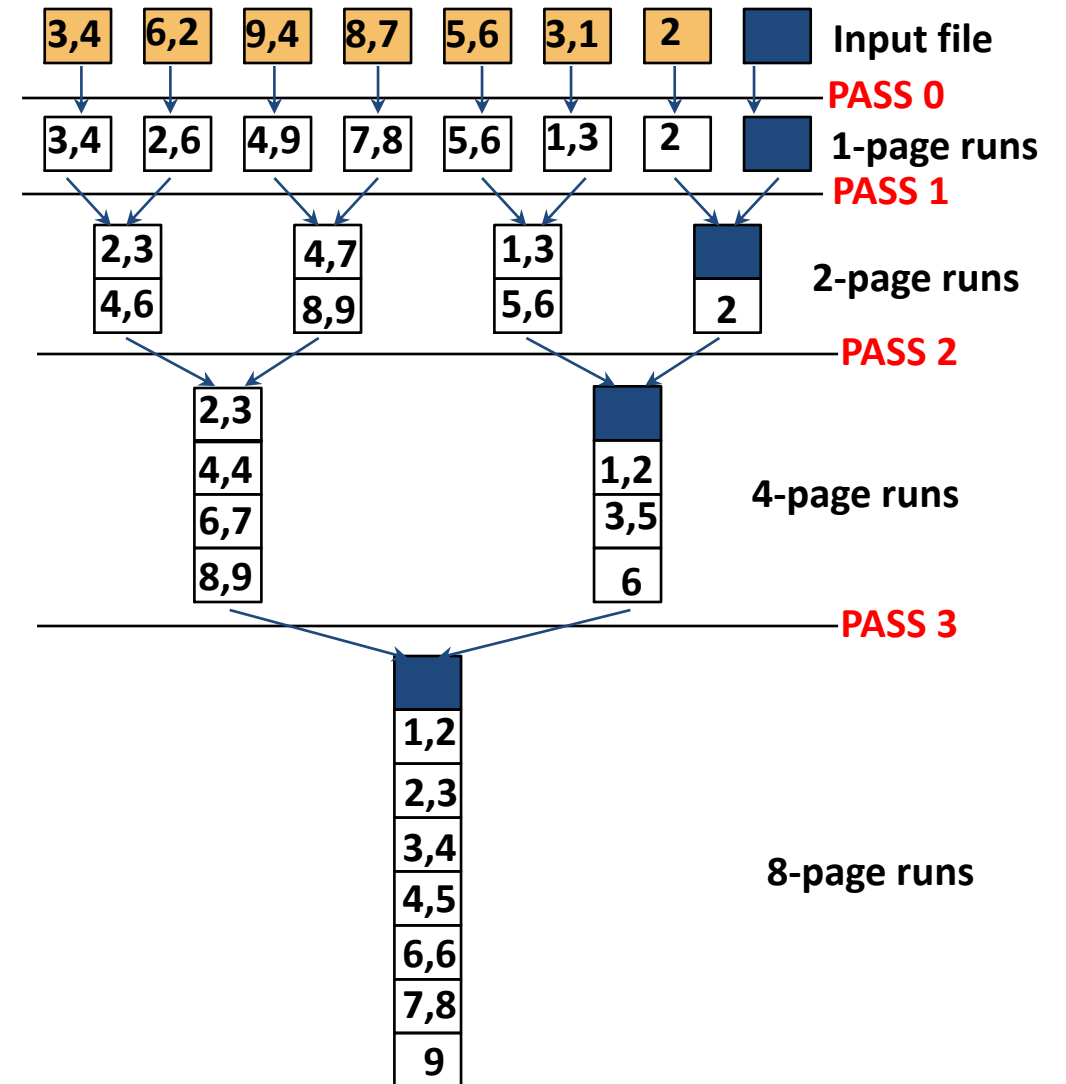 3,4 6,2 9,4 8,7 5,6 3,1 2 Input file
PASS 0
3,4 2,6 4,9 7,8 5,6 1,3 2 1-page runs
PASS 1
2,3 4,7 1,3
2-page runs
4,6 8,9 5,6 2
PASS 2
2,3
4,4 1,2
4-page runs
6,7 3,5
8,9 6
PASS 3
1,2
2,3
3,4
8-page runs
4,5
6,6
7,8
9